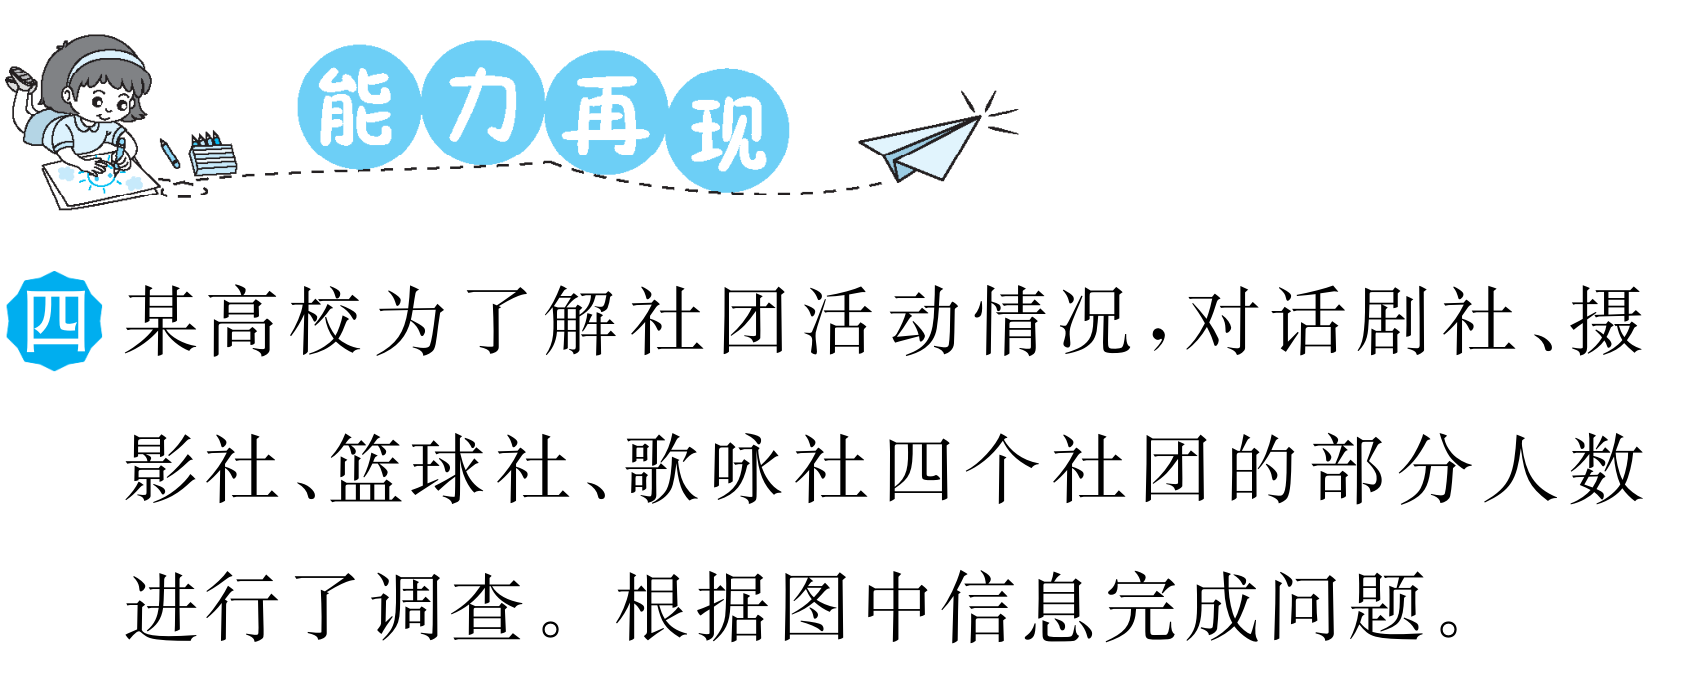 能力再现
四 某高校为了解社团活动情况，对话剧社、摄
影社、篮球社、歌咏社四个社团的部分人数
进行了调查。根据图中信息完成问题。